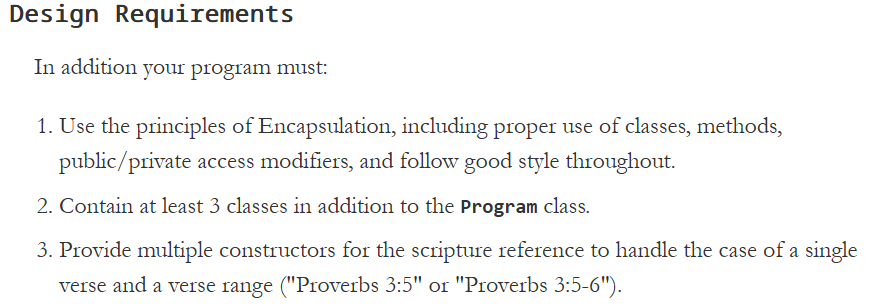 Design Requirements
In addition your program must:
1. Use the principles of Encapsulation, including proper use of classes, methods,
public/private access modifiers, and follow good style throughout.
2. Contain at least 3 classes in addition to the Program class.
3. Provide multiple constructors for the scripture reference to handle the case of a single
verse and a verse range ("Proverbs 3:5" or "Proverbs 3:5-6").